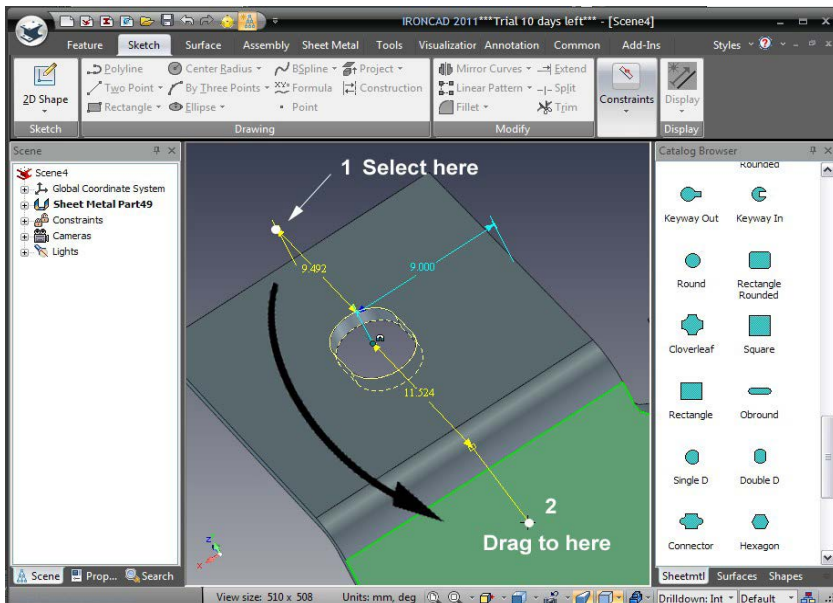 IRONCAD 2011***Trial 10 days left*** - [Scene4]
Feature Sketch Surface Assembly Sheet Metal Tools Visualization Annotation Common Add-Ins Styles
2D Shape
Polyline
Two Point
Rectangle
Center Radius
By Three Points
Ellipse
BSpline
Formula
Point
Project
Construction
Mirror Curves
Linear Pattern
Fillet
Extend
Split
Trim
Constraints
Display
Sketch Drawing Modify Display
Scene
Scene4
Global Coordinate System
Sheet Metal Part49
Constraints
Cameras
Lights
1 Select here
9.492
9.000
11.524
2
Drag to here
z
x
Catalog Browser
Rounded
Keyway Out Keyway In
Round Rectangle
Rounded
Cloverleaf Square
Rectangle Obround
Single D Double D
Connector Hexagon
Scene Prop... Search
Sheetmtl Surfaces Shapes
View size: 510 x 508 Units: mm, deg Drilldown: Int Default